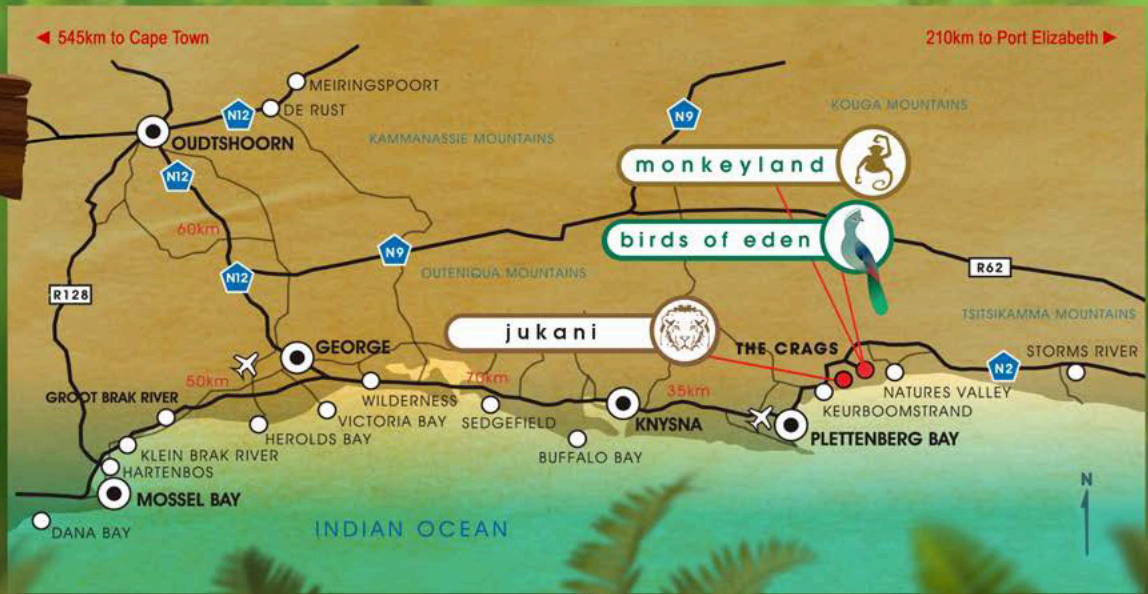 545km to Cape Town
210km to Port Elizabeth
MEIRINGSPOORT
DE RUST
N12
OUDTSHOORN
KAMMANASSIE MOUNTAINS
N9
KOUGA MOUNTAINS
monkeyland
N12
60km
birds of eden
N12
N9
OUTENIQUA MOUNTAINS
R62
R128
TSITSIKAMMA MOUNTAINS
jukani
GEORGE
THE CRAGS
STORMS RIVER
N2
50km
70km
35km
NATURES VALLEY
GROOT BRAK RIVER
WILDERNESS
KEURBOOMSTRAND
VICTORIA BAY
SEDGEFIELD
KNYSNA
HEROLDS BAY
PLETTENBERG BAY
KLEIN BRAK RIVER
BUFFALO BAY
HARTENBOS
MOSSEL BAY
N
DANA BAY
INDIAN OCEAN